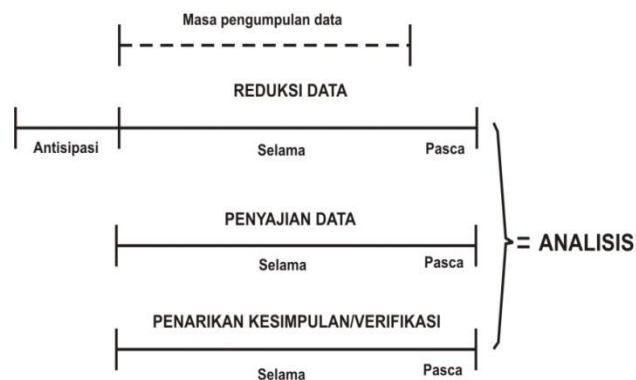 Masa pengumpulan data
REDUKSI DATA
Antisipasi
Selama
Pasca
PENYAJIAN DATA
Selama
Pasca
= ANALISIS
PENARIKAN KESIMPULAN/VERIFIKASI
Selama
Pasca